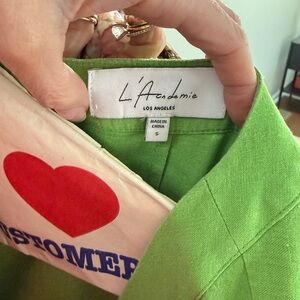 L'Academie
LOS ANGELES
MADE IN
CHINA
S
USTOMER